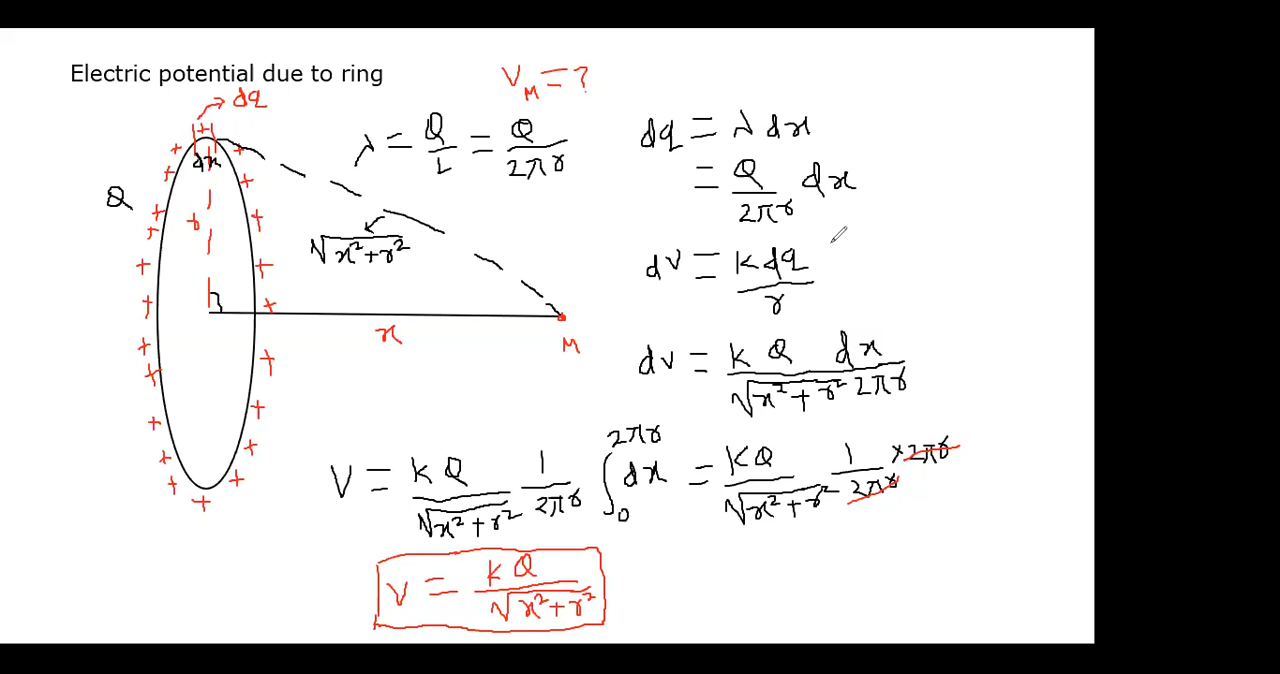 Electric potential due to ring
V_M = ?
dq
dx
Q
r
√(x² + r²)
x
M
λ = Q/L = Q/2πr
dq = λ dx
= Q/2πr dx
dV = K dq / r
dV = K Q dx / √(x² + r²) 2πr
V = KQ/√(x² + r²) 1/2πr ∫₀^2πr dx = KQ/√(x² + r²) 1/2πr × 2πr
V = KQ/√(x² + r²)